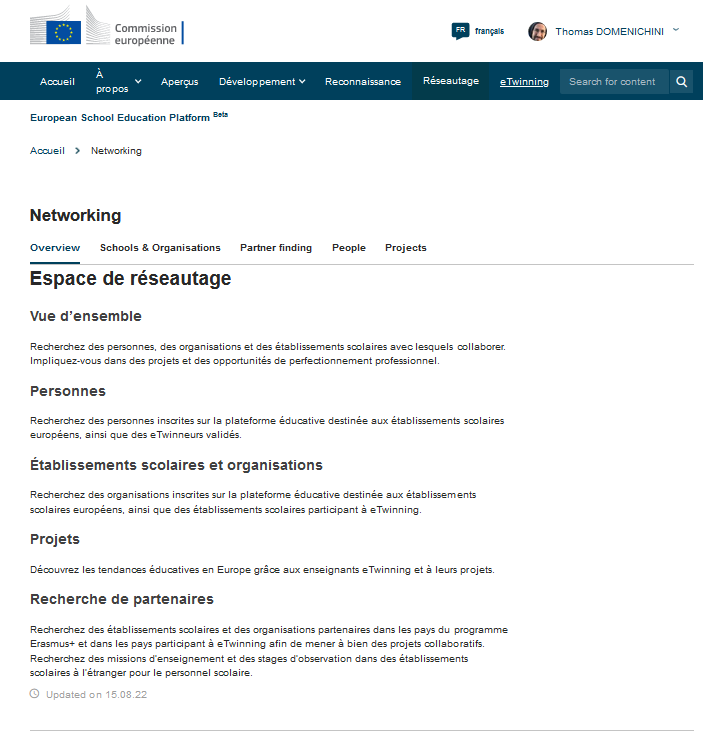 Commission
européenne
FR français
Thomas DOMENICHINI
Accueil À propos Aperçus Développement Reconnaissance Réseautage eTwinning Search for content
European School Education Platform Beta
Accueil Networking
Networking
Overview Schools & Organisations Partner finding People Projects
Espace de réseautage
Vue d'ensemble
Recherchez des personnes, des organisations et des établissements scolaires avec lesquels collaborer.
Impliquez-vous dans des projets et des opportunités de perfectionnement professionnel.
Personnes
Recherchez des personnes inscrites sur la plateforme éducative destinée aux établissements scolaires
européens, ainsi que des eTwinneurs validés.
Établissements scolaires et organisations
Recherchez des organisations inscrites sur la plateforme éducative destinée aux établissements
scolaires européens, ainsi que des établissements scolaires participant à eTwinning.
Projets
Découvrez les tendances éducatives en Europe grâce aux enseignants eTwinning et à leurs projets.
Recherche de partenaires
Recherchez des établissements scolaires et des organisations partenaires dans les pays du programme
Erasmus+ et dans les pays participant à eTwinning afin de mener à bien des projets collaboratifs.
Recherchez des missions d'enseignement et des stages d'observation dans des établissements
scolaires à l'étranger pour le personnel scolaire.
Updated on 15.08.22